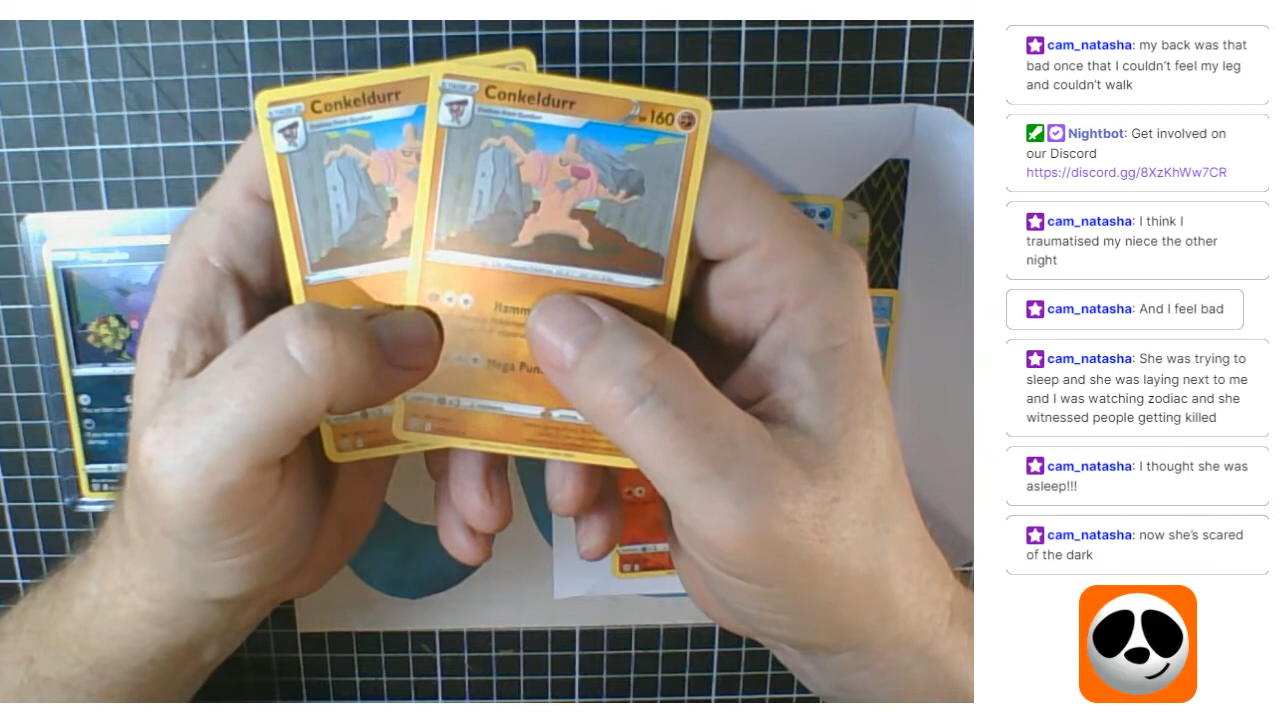 Conkeldurr
Conkeldurr
160
Hamm
Mega Pun
cam_natasha: my back was that
bad once that I couldn't feel my leg
and couldn't walk
Nightbot: Get involved on
our Discord
https://discord.gg/8XzKhWw7CR
cam_natasha: I think I
traumatised my niece the other
night
cam_natasha: And I feel bad
cam_natasha: She was trying to
sleep and she was laying next to me
and I was watching zodiac and she
witnessed people getting killed
cam_natasha: I thought she was
asleep!!!
cam_natasha: now she's scared
of the dark